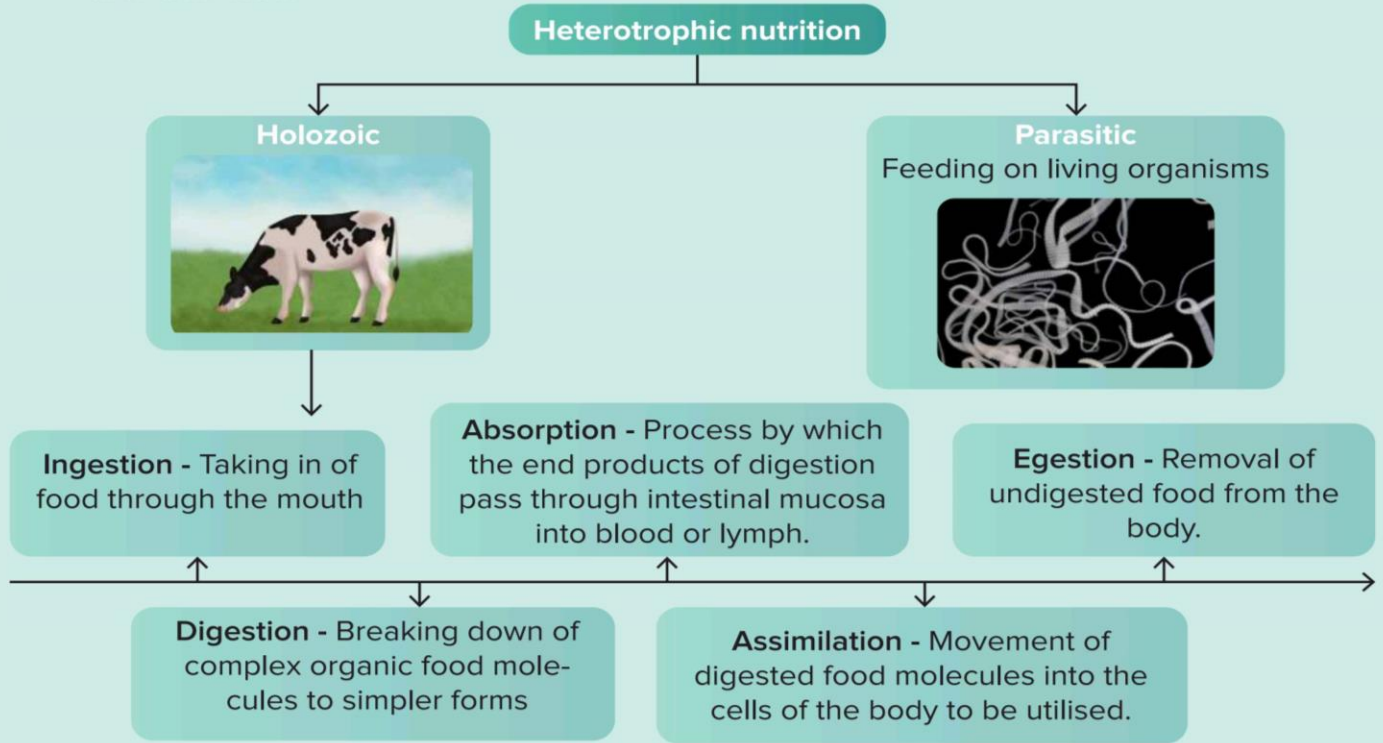 Heterotrophic nutrition
Holozoic
Parasitic
Feeding on living organisms
Ingestion - Taking in of
food through the mouth
Digestion - Breaking down of
complex organic food mole-
cules to simpler forms
Absorption - Process by which
the end products of digestion
pass through intestinal mucosa
into blood or lymph.
Assimilation - Movement of
digested food molecules into the
cells of the body to be utilised.
Egestion - Removal of
undigested food from the
body.